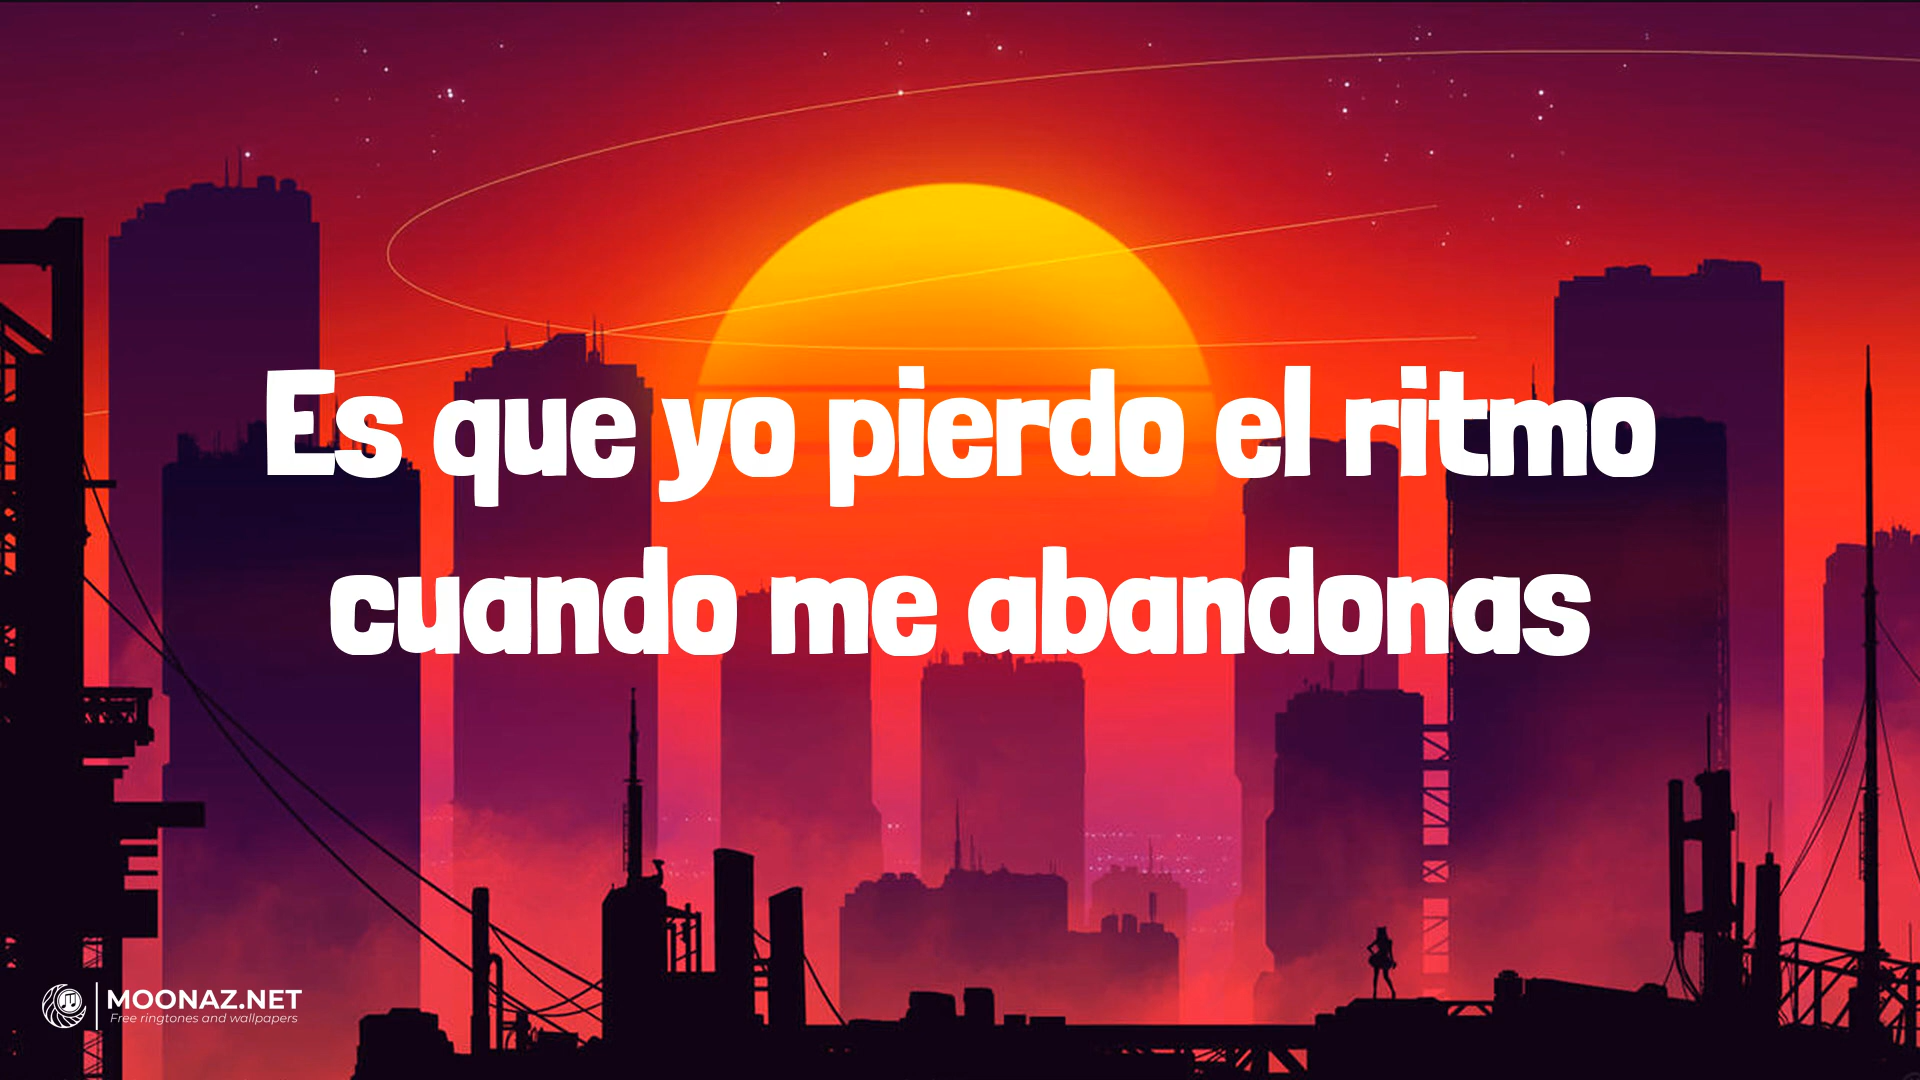 Es que yo pierdo el ritmo
cuando me abandonas
MOONAZ.NET
Free ringtones and wallpapers